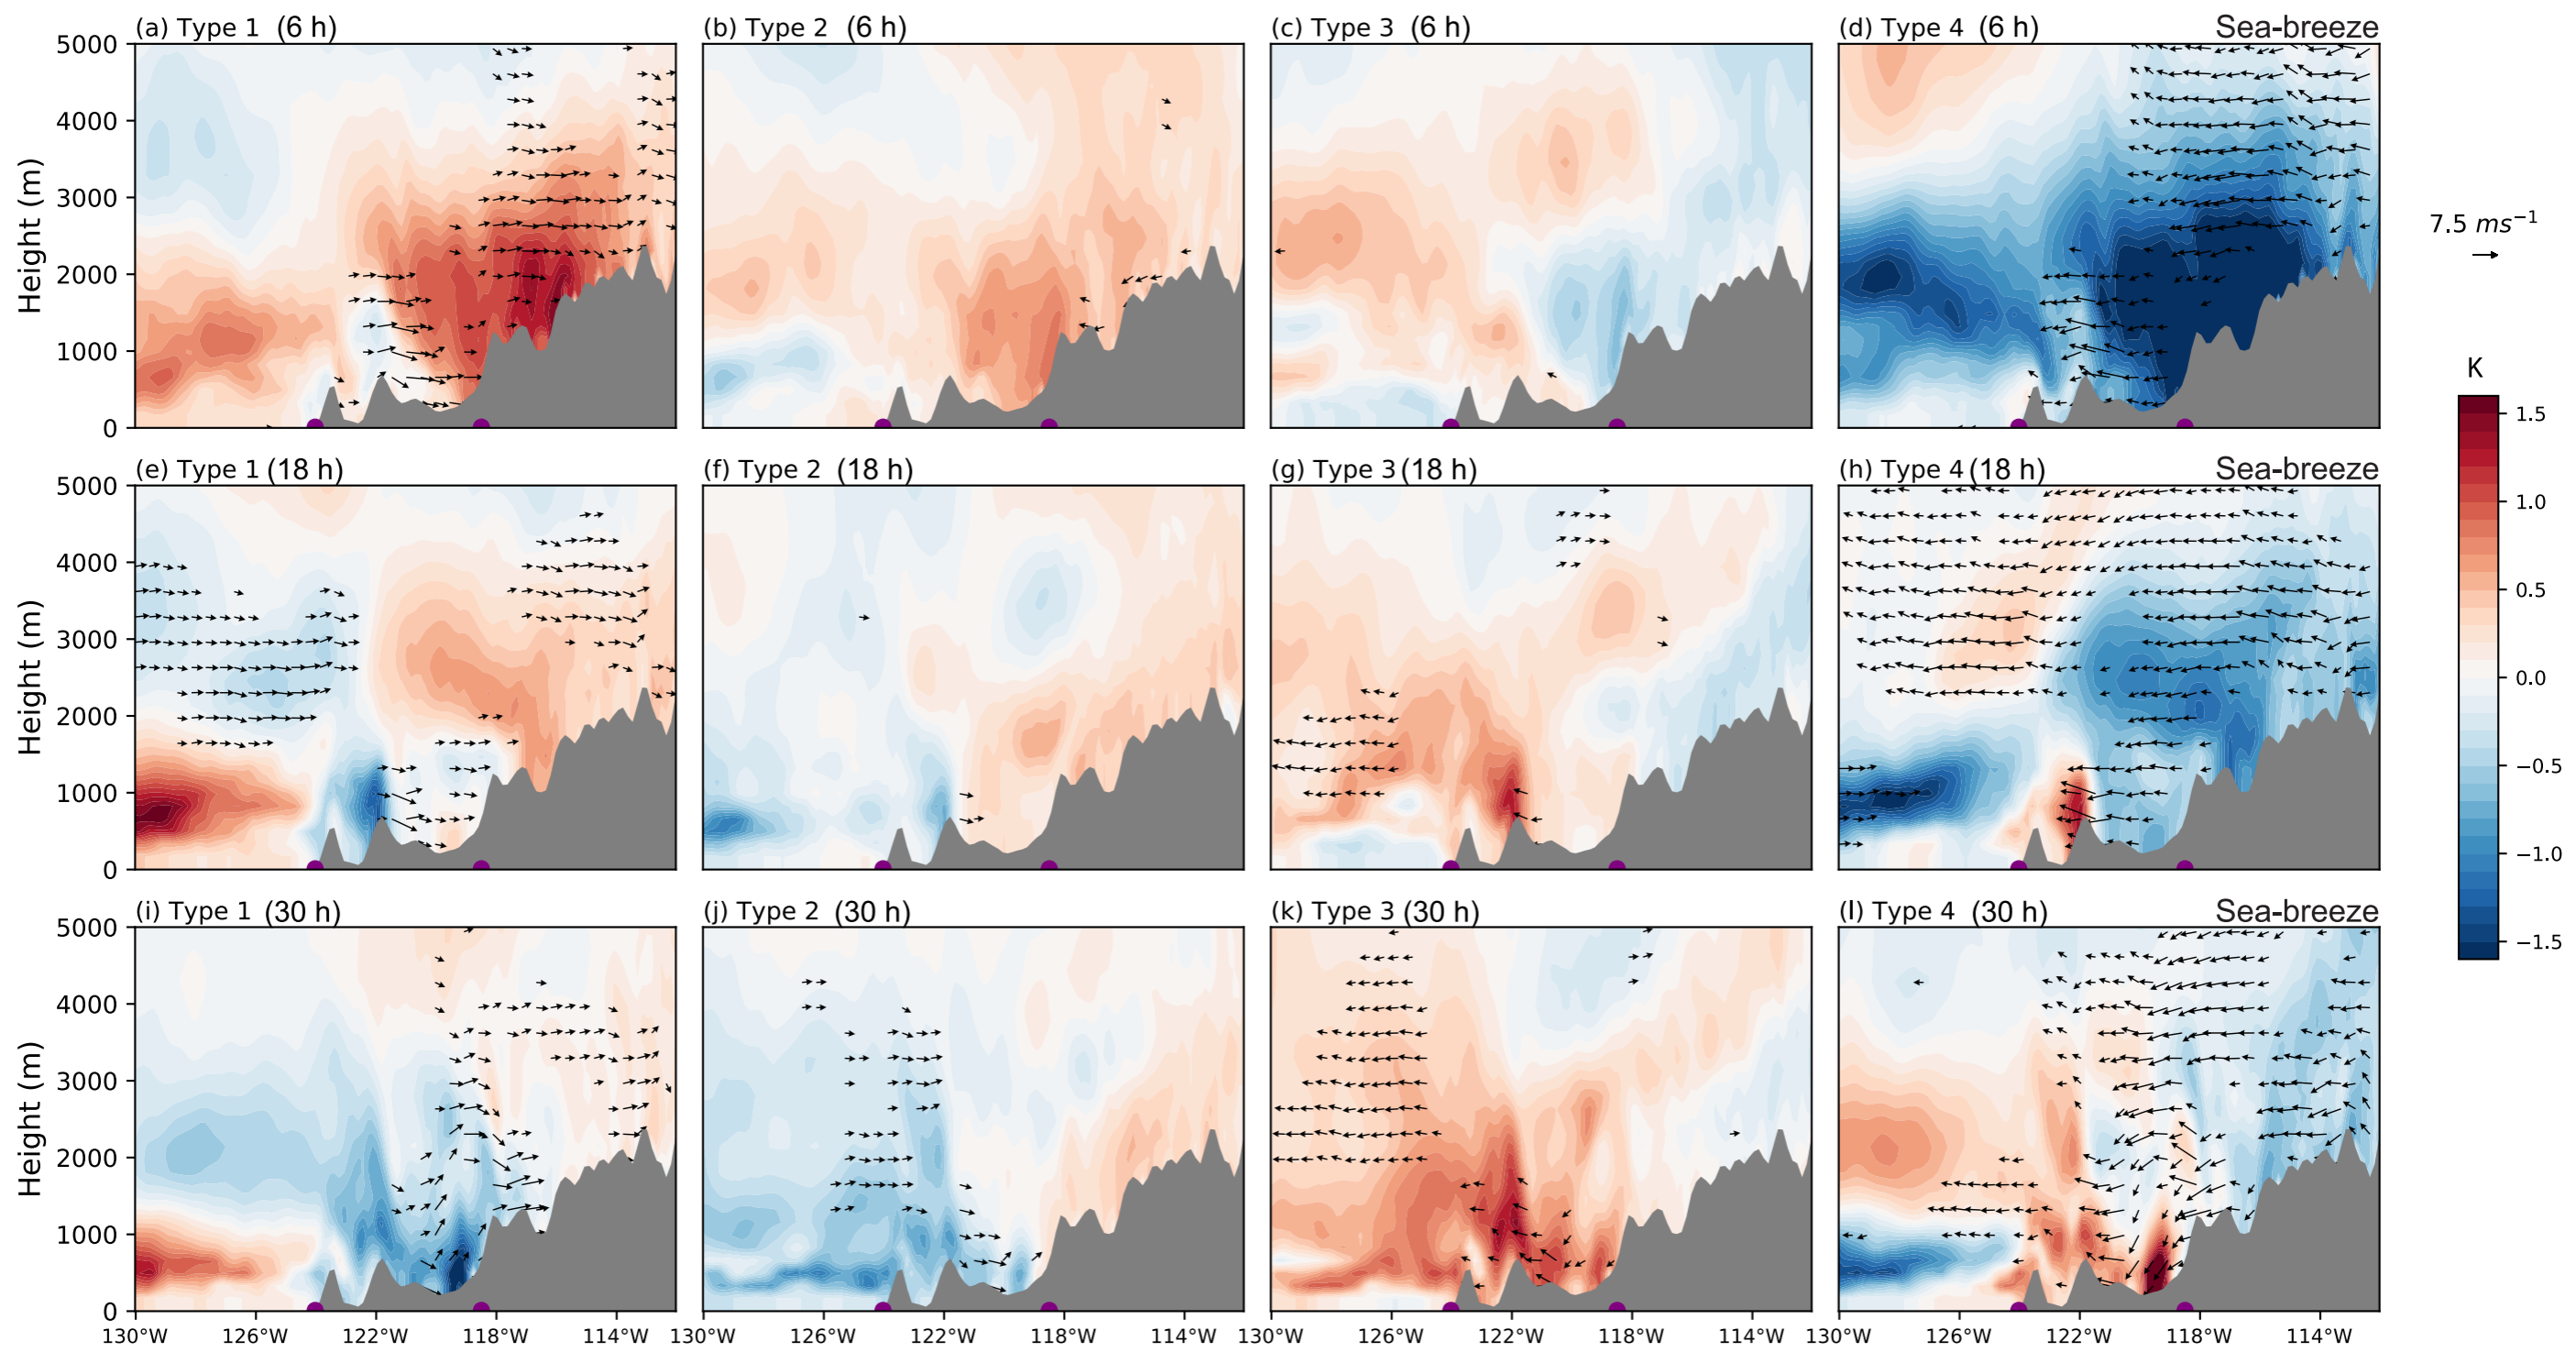 (a) Type 1 (6 h)
(b) Type 2 (6 h)
(c) Type 3 (6 h)
(d) Type 4 (6 h) Sea-breeze
5000
4000
3000
2000
1000
0
Height (m)
7.5 ms⁻¹
K
1.5
1.0
0.5
0.0
−0.5
−1.0
−1.5
(e) Type 1 (18 h)
(f) Type 2 (18 h)
(g) Type 3 (18 h)
(h) Type 4 (18 h) Sea-breeze
5000
4000
3000
2000
1000
0
Height (m)
(i) Type 1 (30 h)
(j) Type 2 (30 h)
(k) Type 3 (30 h)
(l) Type 4 (30 h) Sea-breeze
5000
4000
3000
2000
1000
0
Height (m)
130°W 126°W 122°W 118°W 114°W
130°W 126°W 122°W 118°W 114°W
130°W 126°W 122°W 118°W 114°W
130°W 126°W 122°W 118°W 114°W